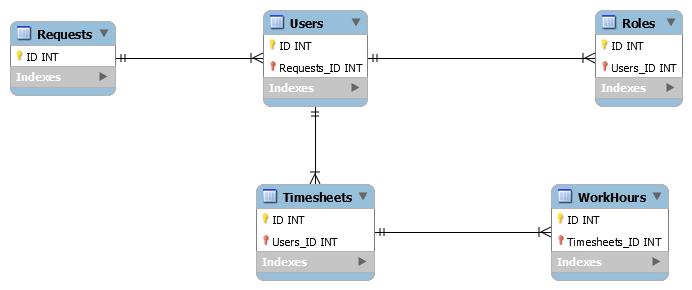 Requests
ID INT
Indexes
Users
ID INT
Requests_ID INT
Indexes
Roles
ID INT
Users_ID INT
Indexes
Timesheets
ID INT
Users_ID INT
Indexes
WorkHours
ID INT
Timesheets_ID INT
Indexes